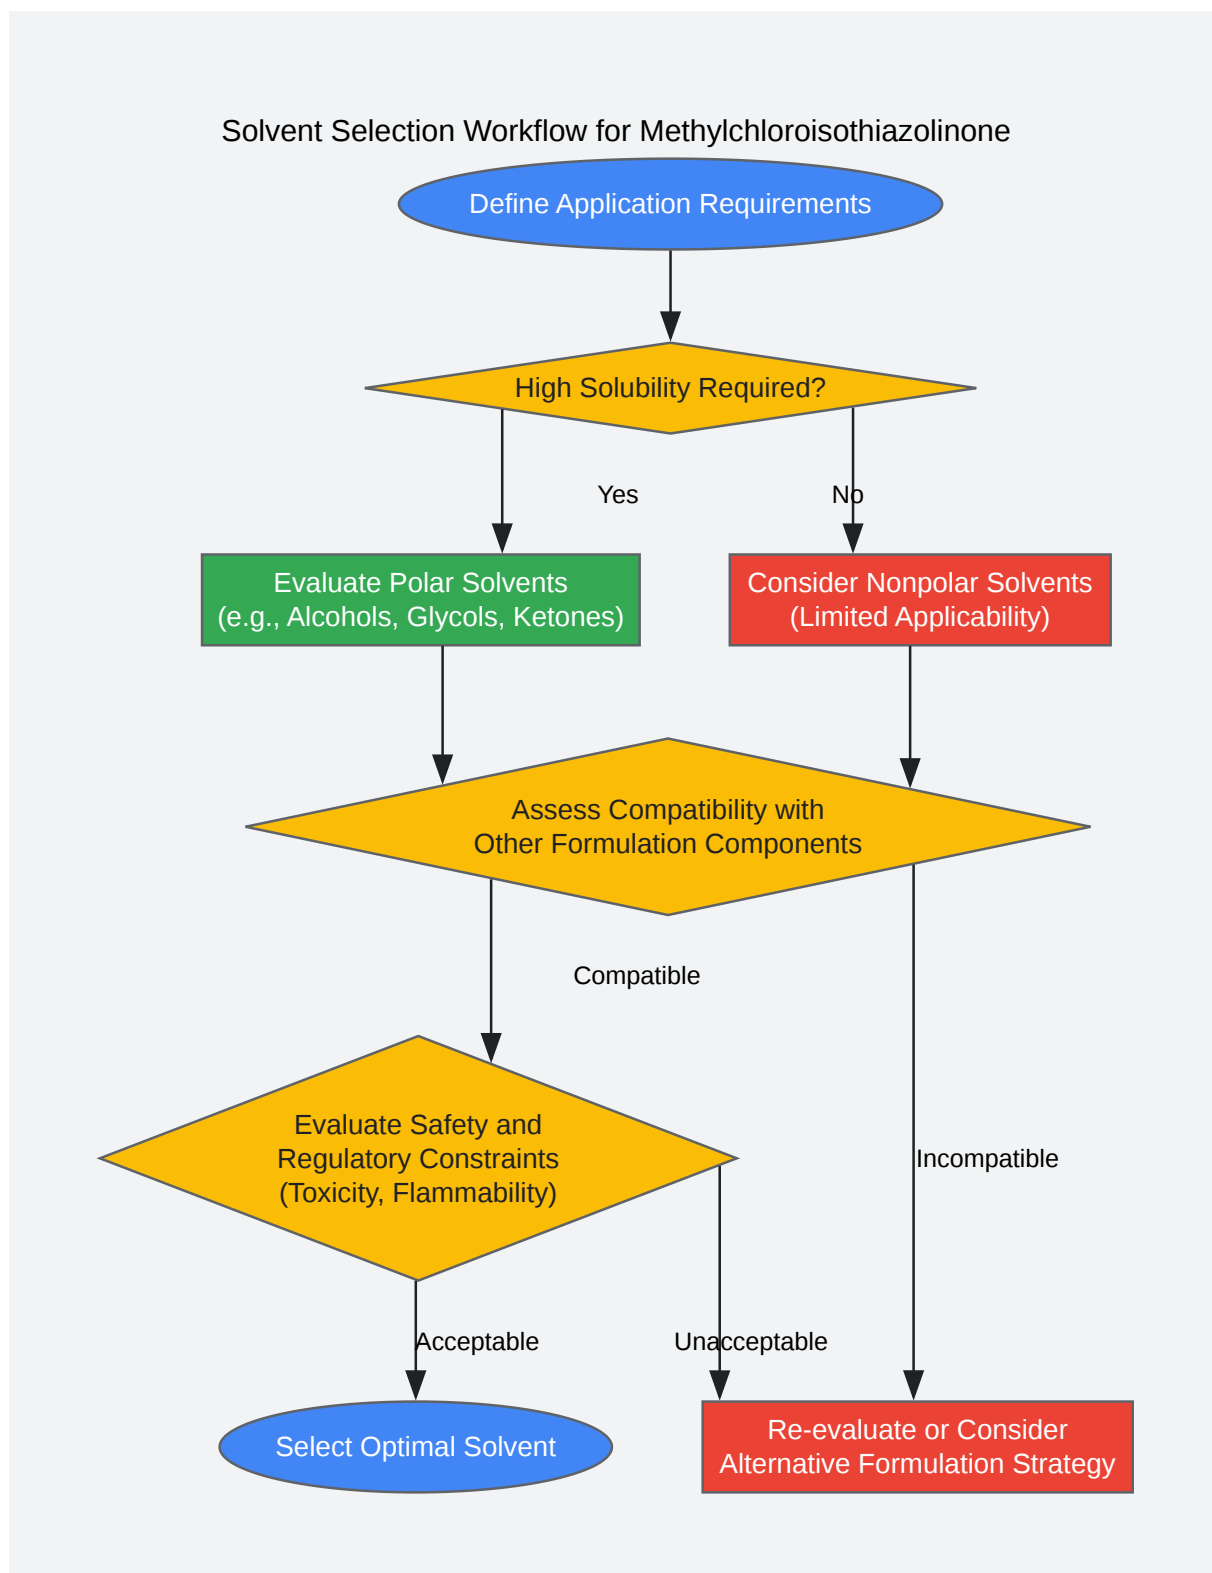 Solvent Selection Workflow for Methylchloroisothiazolinone
Define Application Requirements
High Solubility Required?
Yes
No
Evaluate Polar Solvents
(e.g., Alcohols, Glycols, Ketones)
Consider Nonpolar Solvents
(Limited Applicability)
Assess Compatibility with
Other Formulation Components
Compatible
Incompatible
Evaluate Safety and
Regulatory Constraints
(Toxicity, Flammability)
Acceptable
Unacceptable
Select Optimal Solvent
Re-evaluate or Consider
Alternative Formulation Strategy